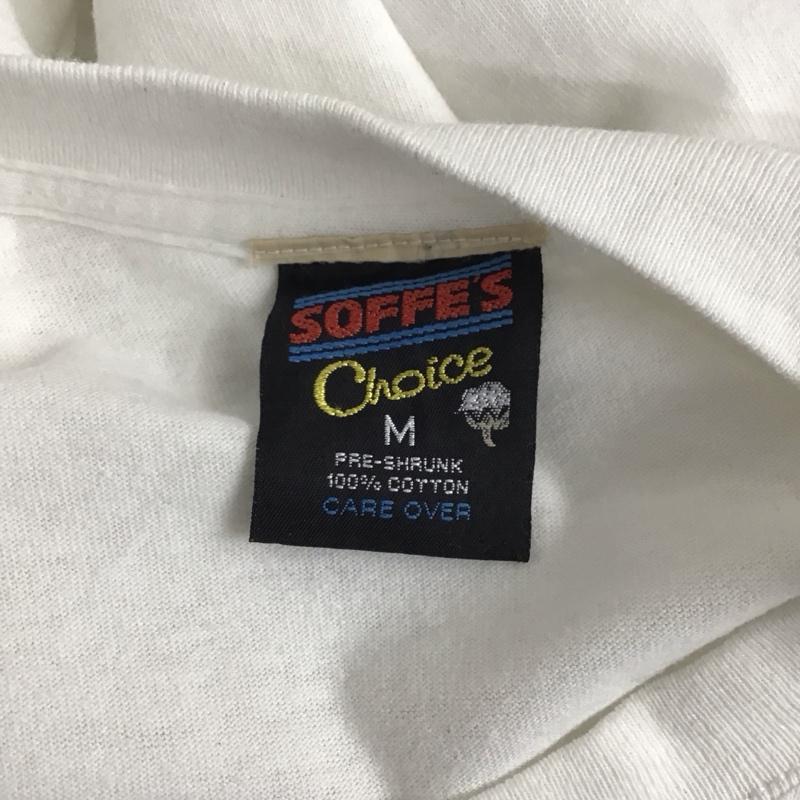 SOFFE'S
Choice
M
PRE-SHRUNK
100% COTTON
CARE OVER